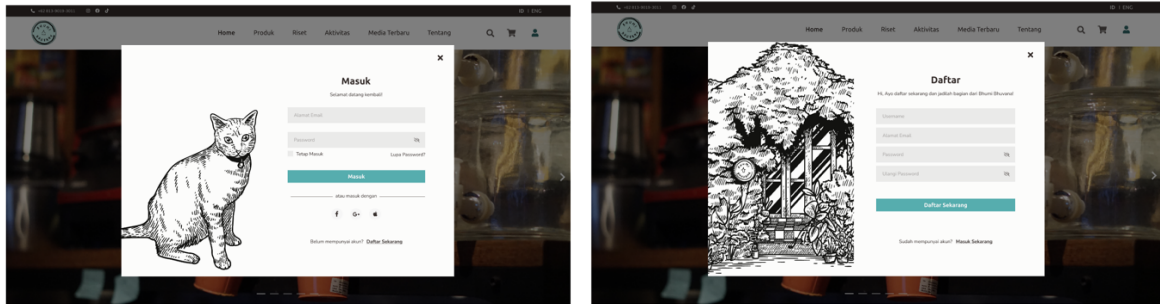 ID | ENG
Home Produk Riset Aktivitas Media Terbaru Tentang
Masuk
Selamat datang kembali!
Alamat Email
Password
Tetap Masuk Lupa Password?
Masuk
atau masuk dengan
f G+
Belum mempunyai akun? Daftar Sekarang
ID | ENG
Home Produk Riset Aktivitas Media Terbaru Tentang
Daftar
Hi, Ayo daftar sekarang dan jadilah bagian dari Bhumi Bhuvana!
Username
Alamat Email
Password
Ulangi Password
Daftar Sekarang
Sudah mempunyai akun? Masuk Sekarang